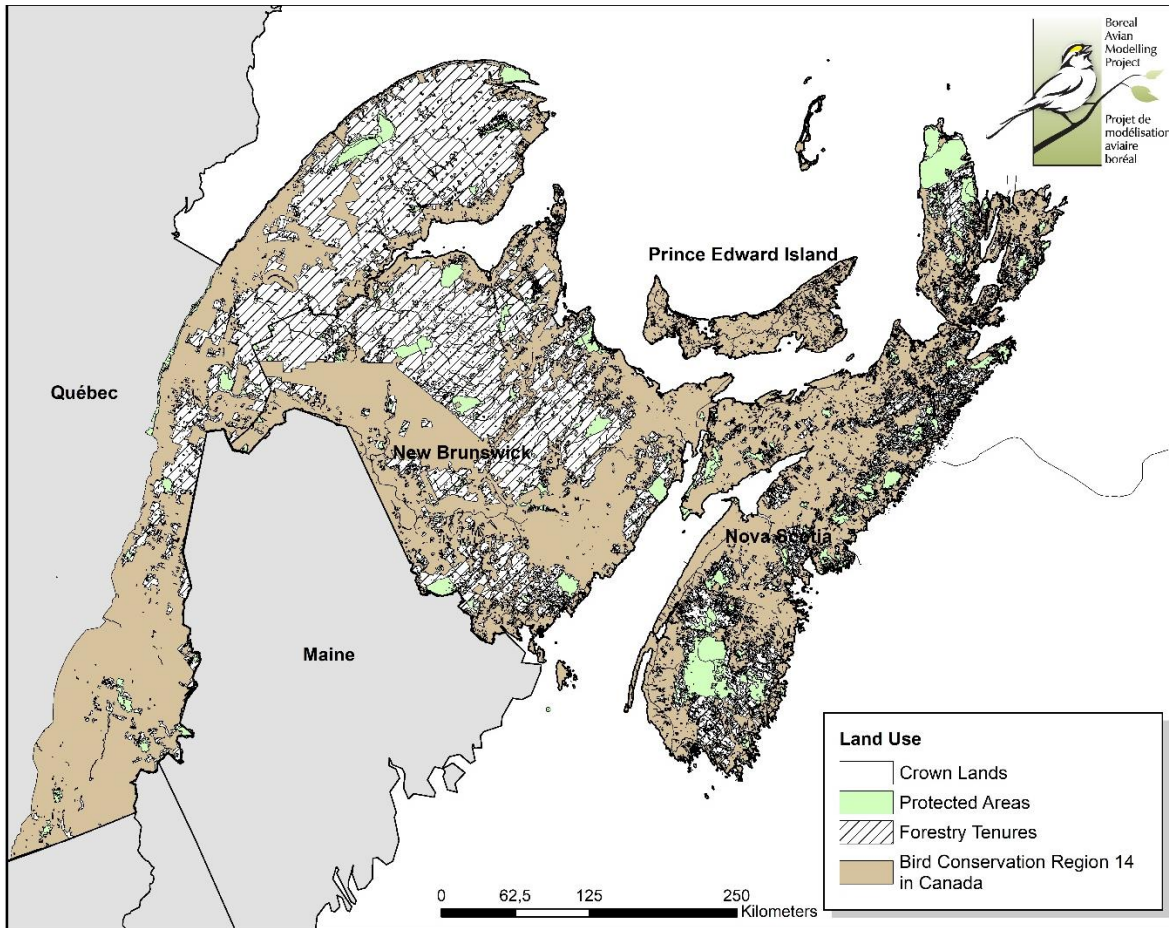 Boreal
Avian
Modelling
Project
Projet de
modélisation
aviaire
boréal
Prince Edward Island
Québec
New Brunswick
Nova Scotia
Maine
Land Use
Crown Lands
Protected Areas
Forestry Tenures
Bird Conservation Region 14
in Canada
0 62,5 125 250
Kilometers